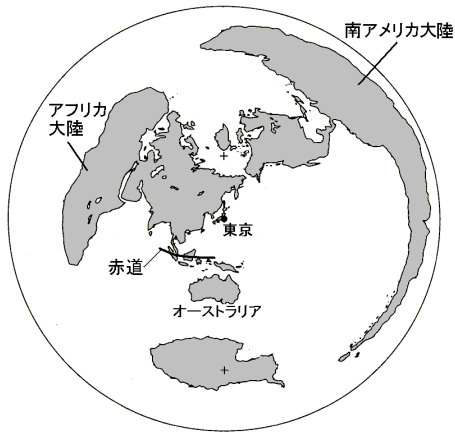 南アメリカ大陸
アフリカ
大陸
東京
赤道
オーストラリア